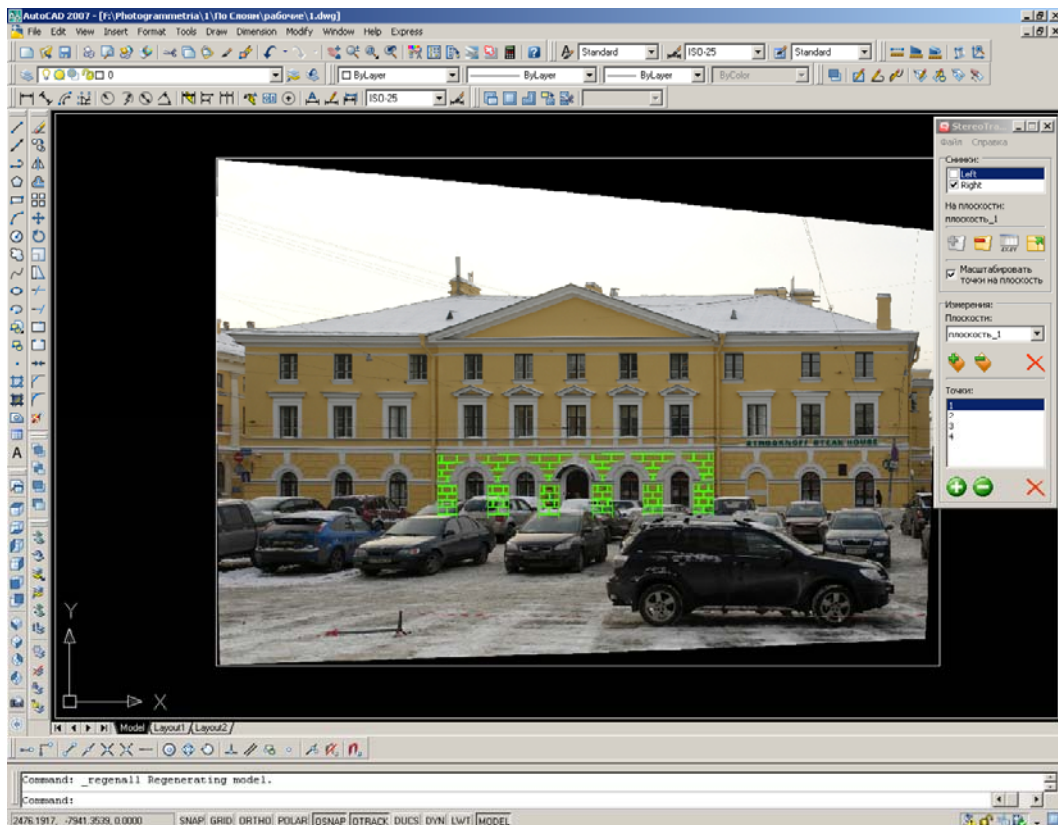 AutoCAD 2007 - [F:\Photogrammetria\1\По Слоям\рабочие\1.dwg]
File Edit View Insert Format Tools Draw Dimension Modify Window Help Express
Standard ISO-25 Standard
0 ByLayer ByLayer ByLayer ByColor
ISO-25
StereoTra...
Файл Справка
Снимки:
Left
Right
На плоскости:
плоскость_1
Масштабировать
точки на плоскость
Измерения:
Плоскости:
плоскость_1
Точки:
1
2
3
4
STEAK HOUSE
Y
X
Model Layout1 Layout2
Command: _regenall Regenerating model.
Command:
2476.1917, -7941.3539, 0.0000 SNAP GRID ORTHO POLAR OSNAP OTRACK DUCS DYN LWT MODEL